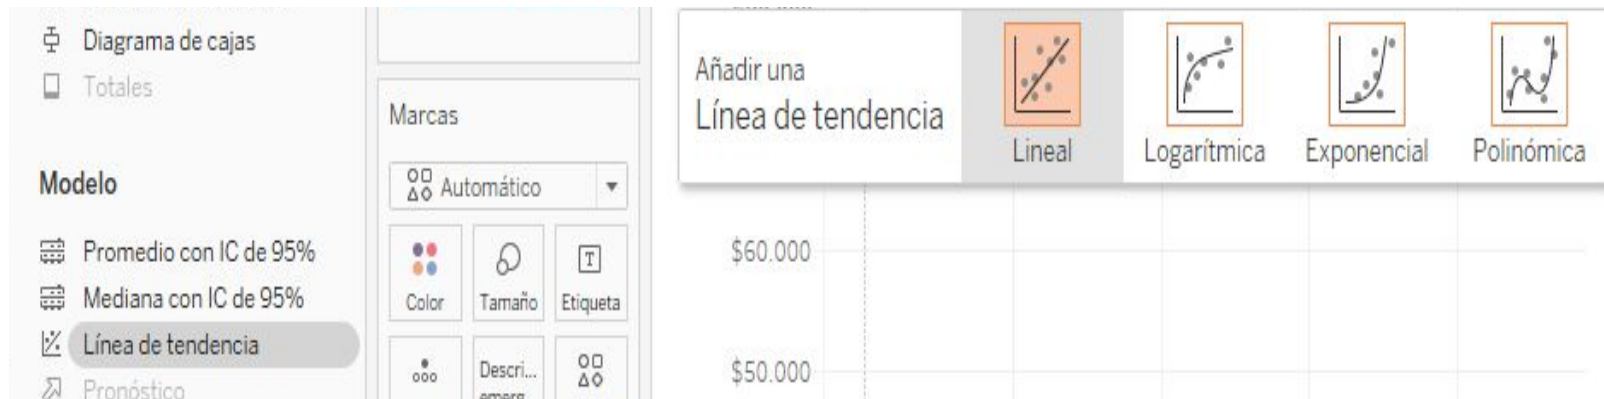 Diagrama de cajas
Totales
Modelo
Promedio con IC de 95%
Mediana con IC de 95%
Línea de tendencia
Pronóstico
Marcas
Automático
Color
Tamaño
T
Etiqueta
Descri...
emerg...
Añadir una
Línea de tendencia
Lineal
Logarítmica
Exponencial
Polinómica
$60.000
$50.000